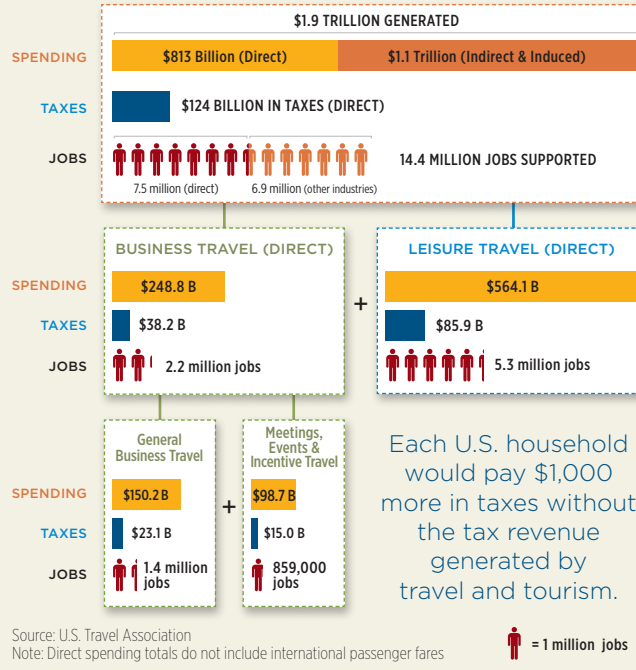 $1.9 TRILLION GENERATED
SPENDING
$813 Billion (Direct)
$1.1 Trillion (Indirect & Induced)
TAXES
$124 BILLION IN TAXES (DIRECT)
JOBS
14.4 MILLION JOBS SUPPORTED
7.5 million (direct)
6.9 million (other industries)
BUSINESS TRAVEL (DIRECT)
SPENDING
$248.8 B
TAXES
$38.2 B
JOBS
2.2 million jobs
+
LEISURE TRAVEL (DIRECT)
$564.1 B
$85.9 B
5.3 million jobs
General
Business Travel
SPENDING
$150.2 B
TAXES
$23.1 B
JOBS
1.4 million
jobs
+
Meetings,
Events &
Incentive Travel
$98.7 B
$15.0 B
859,000
jobs
Each U.S. household
would pay $1,000
more in taxes without
the tax revenue
generated by
travel and tourism.
Source: U.S. Travel Association
Note: Direct spending totals do not include international passenger fares
= 1 million jobs